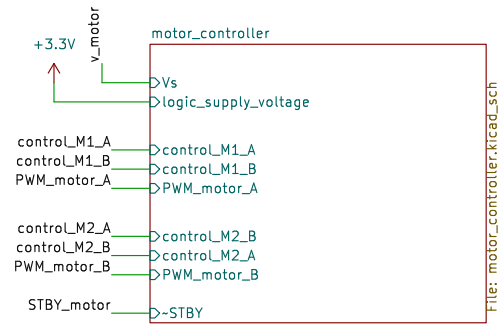 v_motor
motor_controller
+3.3V
Vs
logic_supply_voltage
control_M1_A
control_M1_A
control_M1_B
control_M1_B
PWM_motor_A
PWM_motor_A
control_M2_A
control_M2_B
control_M2_B
control_M2_A
PWM_motor_B
PWM_motor_B
STBY_motor
~STBY
File: motor_controller.kicad_sch